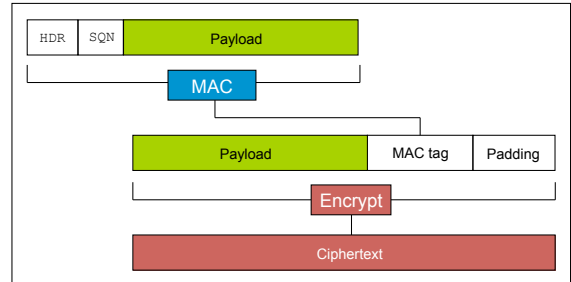 HDR SQN Payload
MAC
Payload MAC tag Padding
Encrypt
Ciphertext